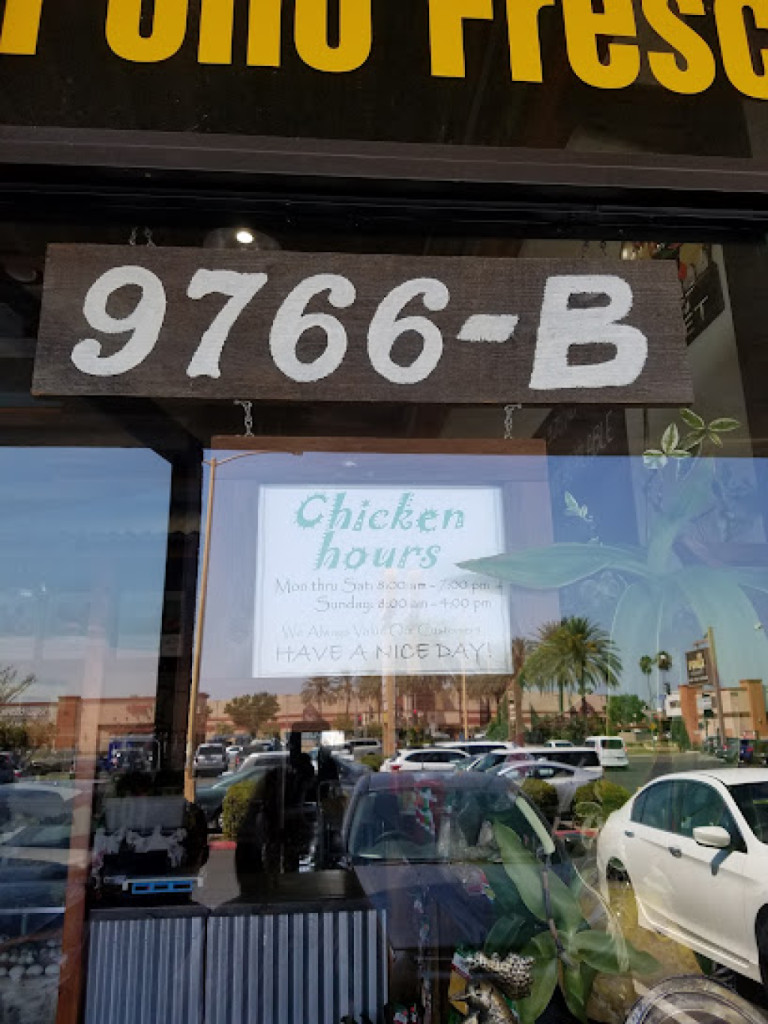 Pollo Fresc
9766-B
Chicken
hours
Mon thru Sat: 8:00 am - 7:00 pm
Sunday: 8:00 am - 4:00 pm
We Always Value Our Customers
HAVE A NICE DAY!